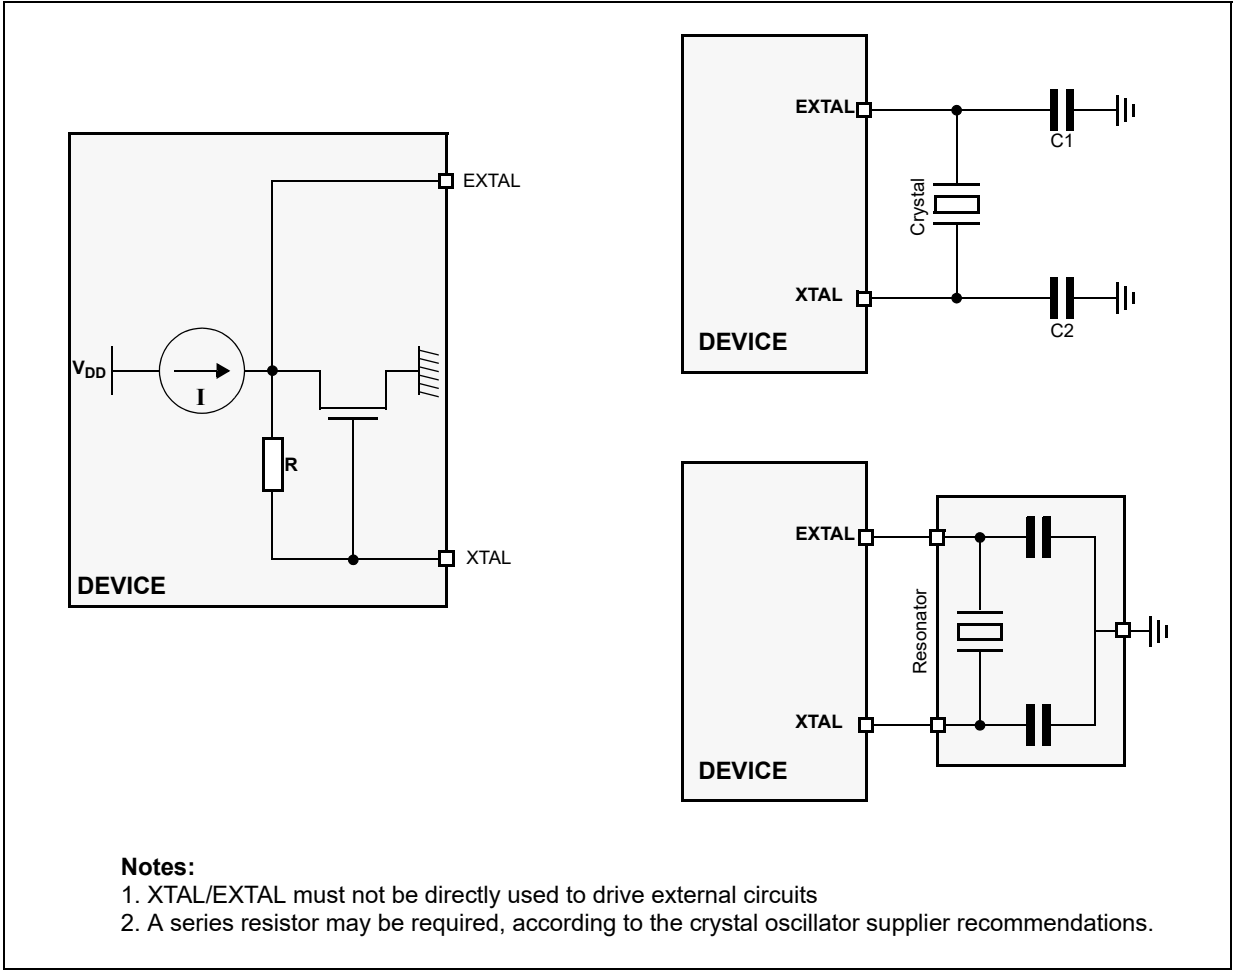 EXTAL
V_DD
I
R
XTAL
DEVICE
EXTAL
C1
Crystal
XTAL
C2
DEVICE
EXTAL
Resonator
XTAL
DEVICE
Notes:
1. XTAL/EXTAL must not be directly used to drive external circuits
2. A series resistor may be required, according to the crystal oscillator supplier recommendations.